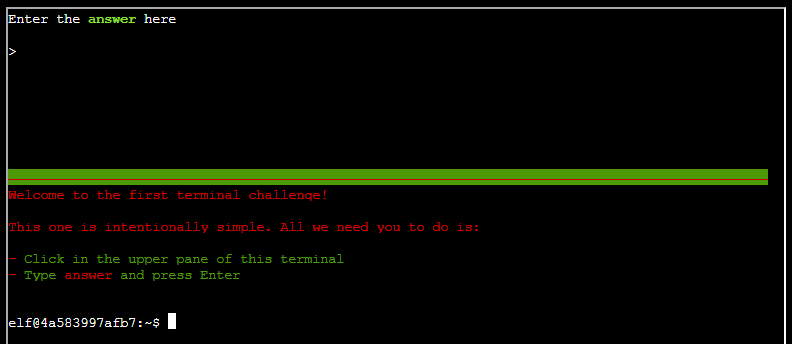 Enter the answer here
>
Welcome to the first terminal challenge!
This one is intentionally simple. All we need you to do is:
- Click in the upper pane of this terminal
- Type answer and press Enter
elf@4a583997afb7:~$